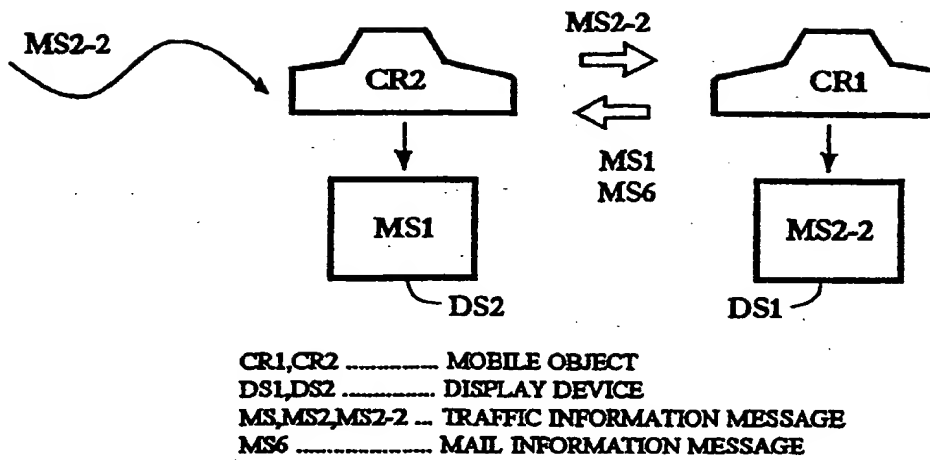 MS2-2
MS2-2
CR2
CR1
MS1
MS6
MS1
MS2-2
DS2
DS1
CR1,CR2 ............... MOBILE OBJECT
DS1,DS2 ............... DISPLAY DEVICE
MS,MS2,MS2-2 ... TRAFFIC INFORMATION MESSAGE
MS6 ...................... MAIL INFORMATION MESSAGE